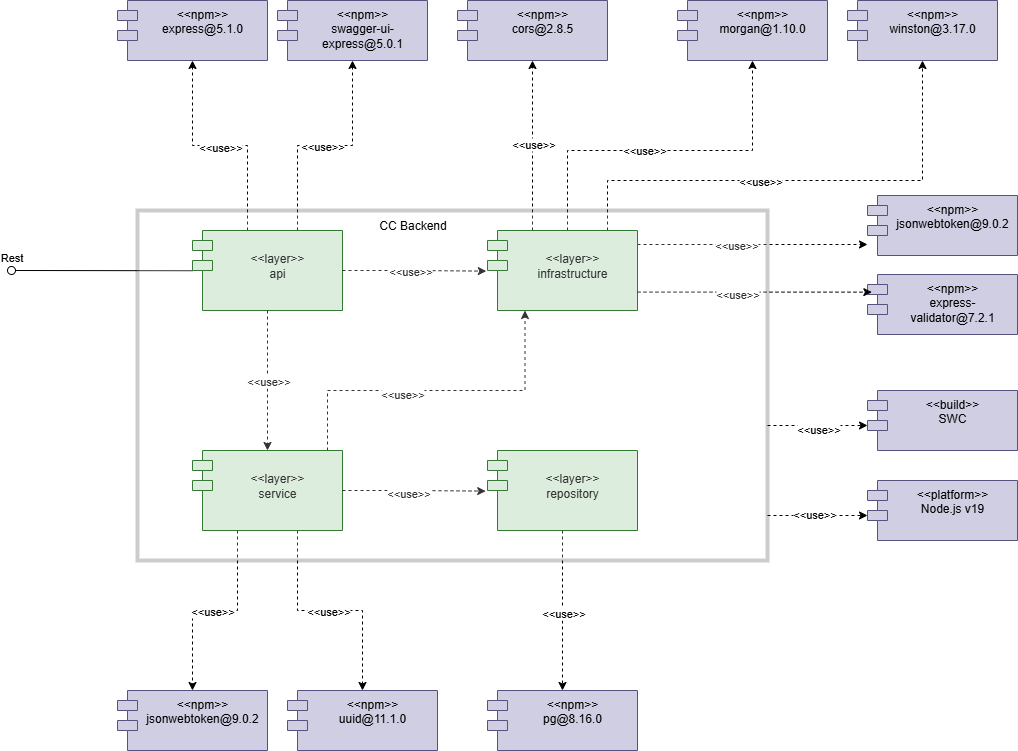 <<npm>>
express@5.1.0
<<npm>>
swagger-ui-
express@5.0.1
<<npm>>
cors@2.8.5
<<npm>>
morgan@1.10.0
<<npm>>
winston@3.17.0
<<use>>
<<use>>
<<use>>
<<use>>
<<use>>
<<npm>>
jsonwebtoken@9.0.2
CC Backend
Rest
<<layer>>
api
<<use>>
<<layer>>
infrastructure
<<use>>
<<use>>
<<npm>>
express-
validator@7.2.1
<<use>>
<<use>>
<<use>>
<<build>>
SWC
<<layer>>
service
<<use>>
<<layer>>
repository
<<use>>
<<platform>>
Node.js v19
<<use>>
<<use>>
<<use>>
<<npm>>
jsonwebtoken@9.0.2
<<npm>>
uuid@11.1.0
<<npm>>
pg@8.16.0